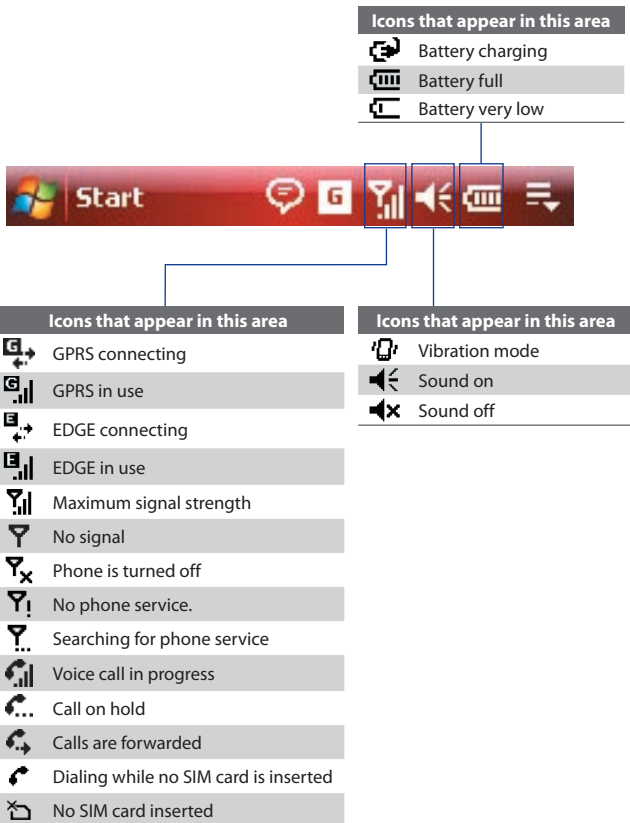 Icons that appear in this area
Battery charging
Battery full
Battery very low
Start
G
Icons that appear in this area
G GPRS connecting
G GPRS in use
E EDGE connecting
E EDGE in use
Maximum signal strength
No signal
Phone is turned off
No phone service.
Searching for phone service
Voice call in progress
Call on hold
Calls are forwarded
Dialing while no SIM card is inserted
No SIM card inserted
Icons that appear in this area
Vibration mode
Sound on
Sound off